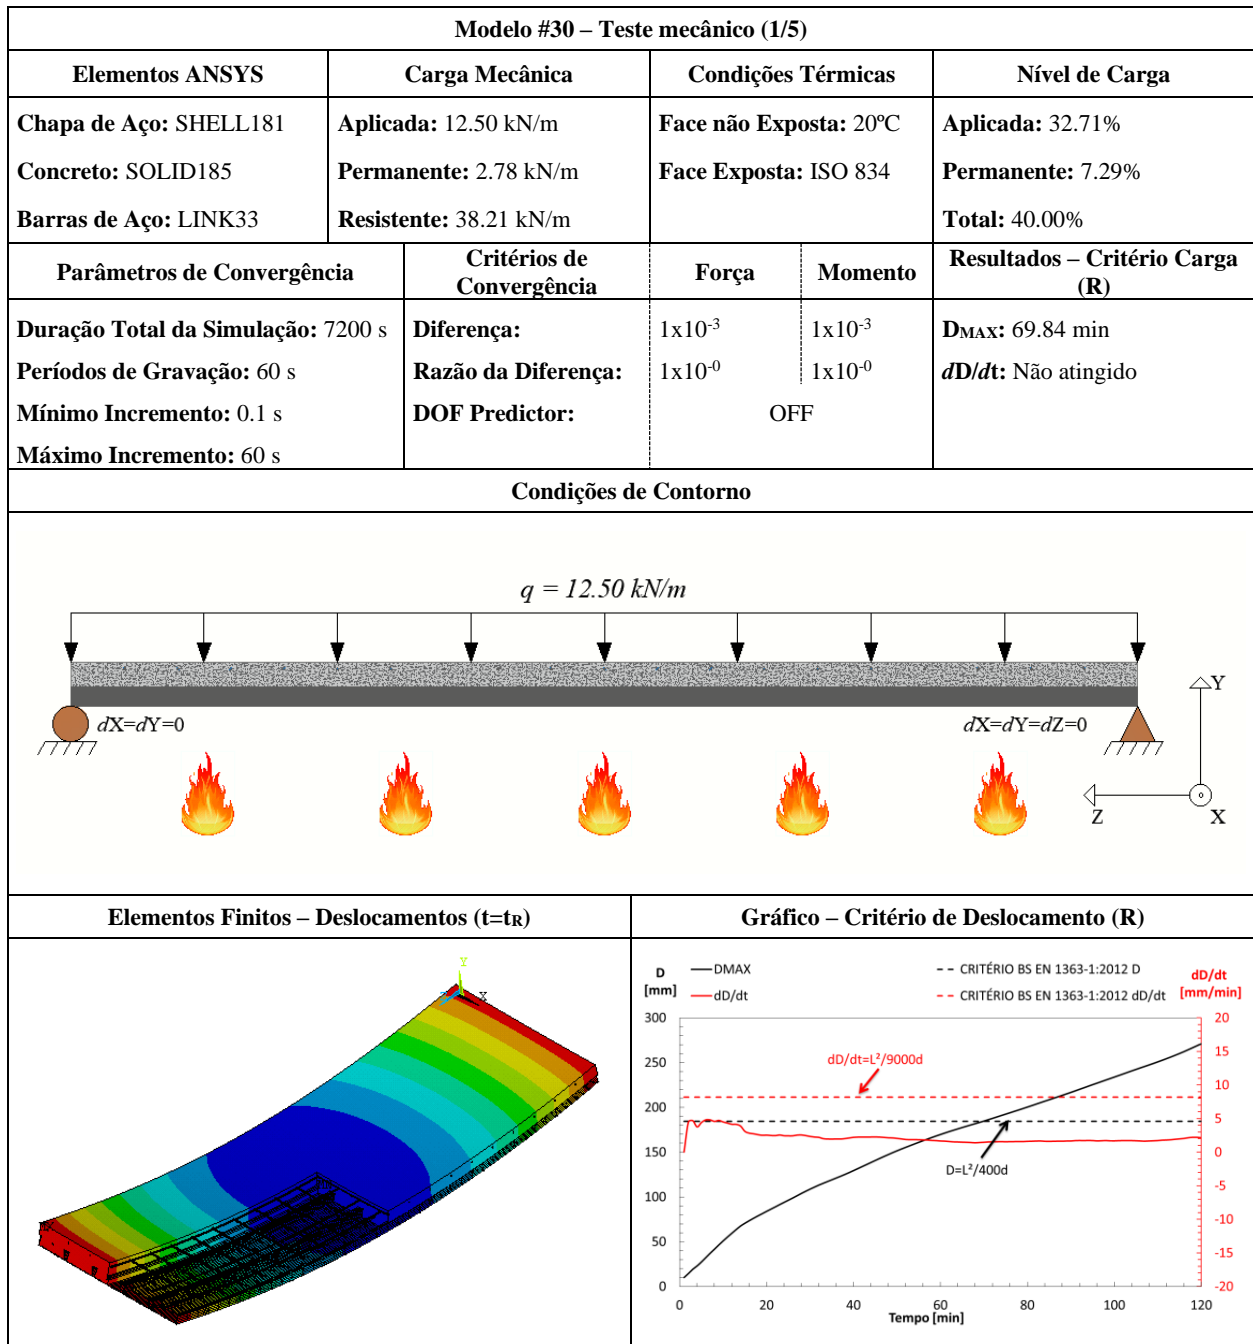 Modelo #30 – Teste mecânico (1/5)
Elementos ANSYS
Carga Mecânica
Condições Térmicas
Nível de Carga
Chapa de Aço: SHELL181
Concreto: SOLID185
Barras de Aço: LINK33
Aplicada: 12.50 kN/m
Permanente: 2.78 kN/m
Resistente: 38.21 kN/m
Face não Exposta: 20ºC
Face Exposta: ISO 834
Aplicada: 32.71%
Permanente: 7.29%
Total: 40.00%
Parâmetros de Convergência
Critérios de
Convergência
Força
Momento
Resultados – Critério Carga
(R)
Duração Total da Simulação: 7200 s
Períodos de Gravação: 60 s
Mínimo Incremento: 0.1 s
Máximo Incremento: 60 s
Diferença: 1x10-3 1x10-3
Razão da Diferença: 1x10-0 1x10-0
DOF Predictor: OFF
DMAX: 69.84 min
dD/dt: Não atingido
Condições de Contorno
q = 12.50 kN/m
dX=dY=0
dX=dY=dZ=0
Y
Z
X
Elementos Finitos – Deslocamentos (t=tR)
Y
X
Gráfico – Critério de Deslocamento (R)
D
[mm]
DMAX
dD/dt
CRITÉRIO BS EN 1363-1:2012 D
CRITÉRIO BS EN 1363-1:2012 dD/dt
dD/dt
[mm/min]
300
250
200
150
100
50
0
20
15
10
5
0
-5
-10
-15
-20
dD/dt=L²/9000d
D=L²/400d
0 20 40 60 80 100 120
Tempo [min]